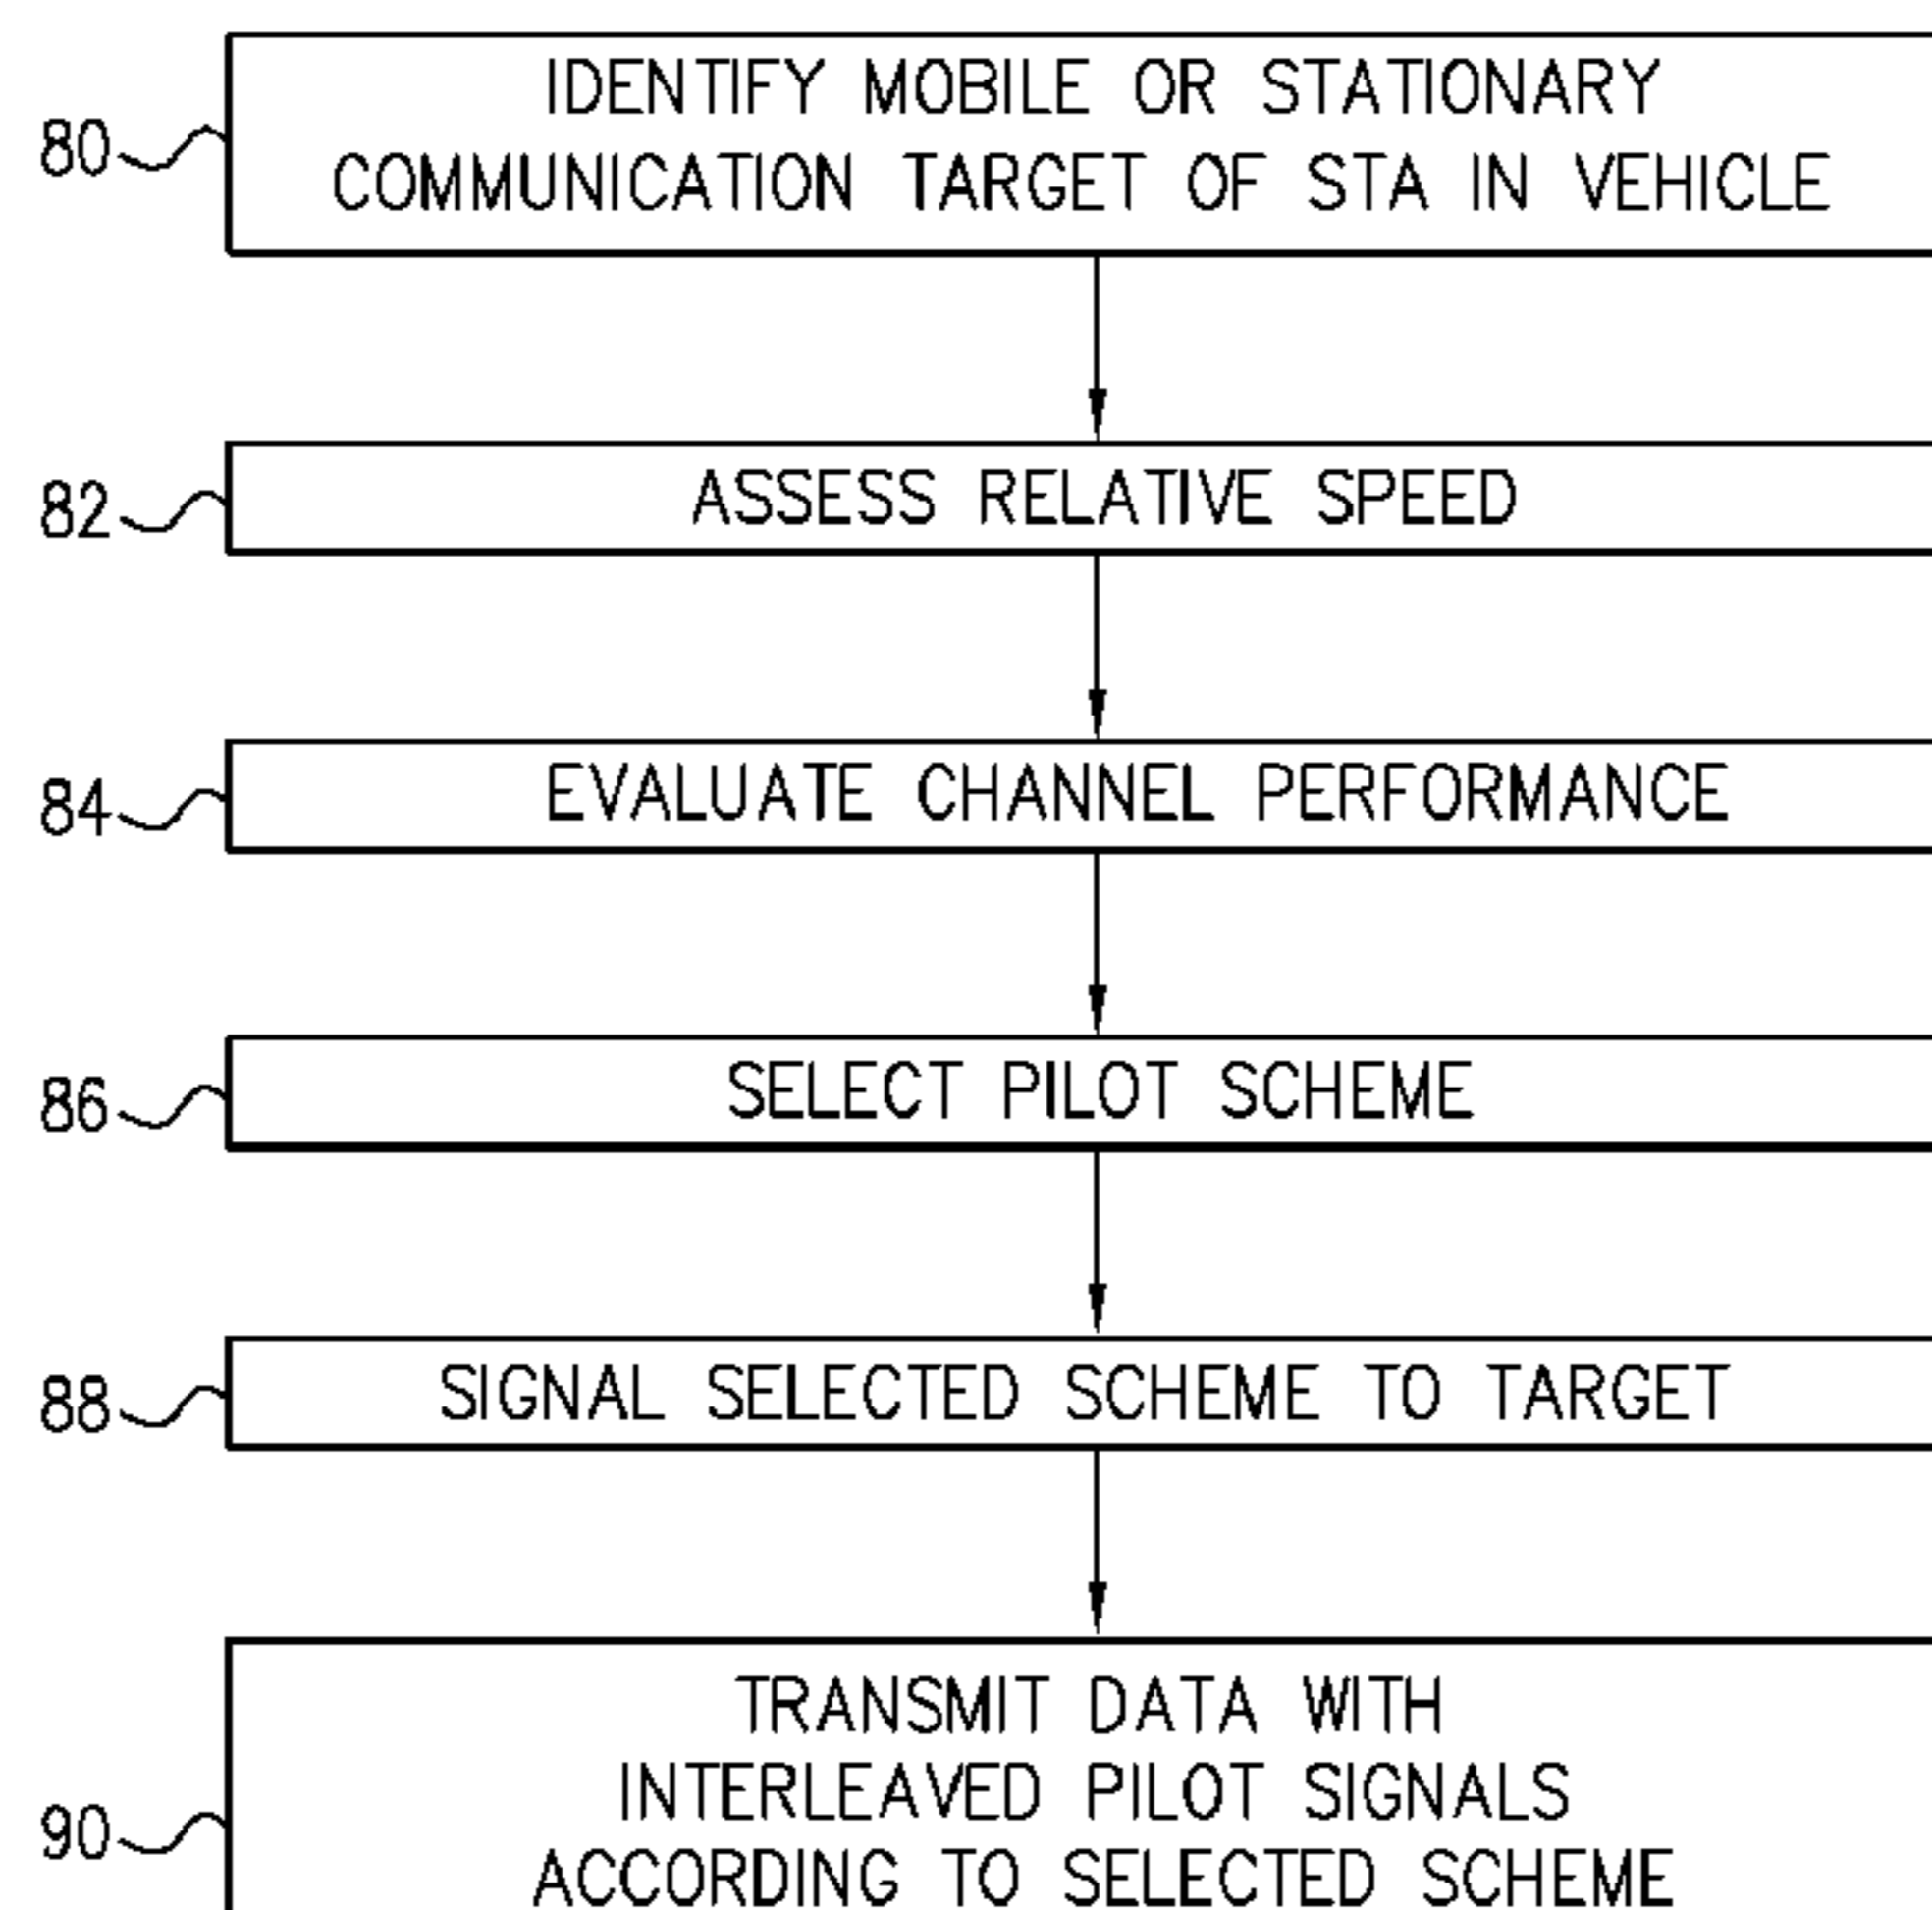 IDENTIFY MOBILE OR STATIONARY
80
COMMUNICATION TARGET OF STA IN VEHICLE
82
ASSESS RELATIVE SPEED
84
EVALUATE CHANNEL PERFORMANCE
86
SELECT PILOT SCHEME
88
SIGNAL SELECTED SCHEME TO TARGET
TRANSMIT DATA WITH
INTERLEAVED PILOT SIGNALS
90
ACCORDING TO SELECTED SCHEME